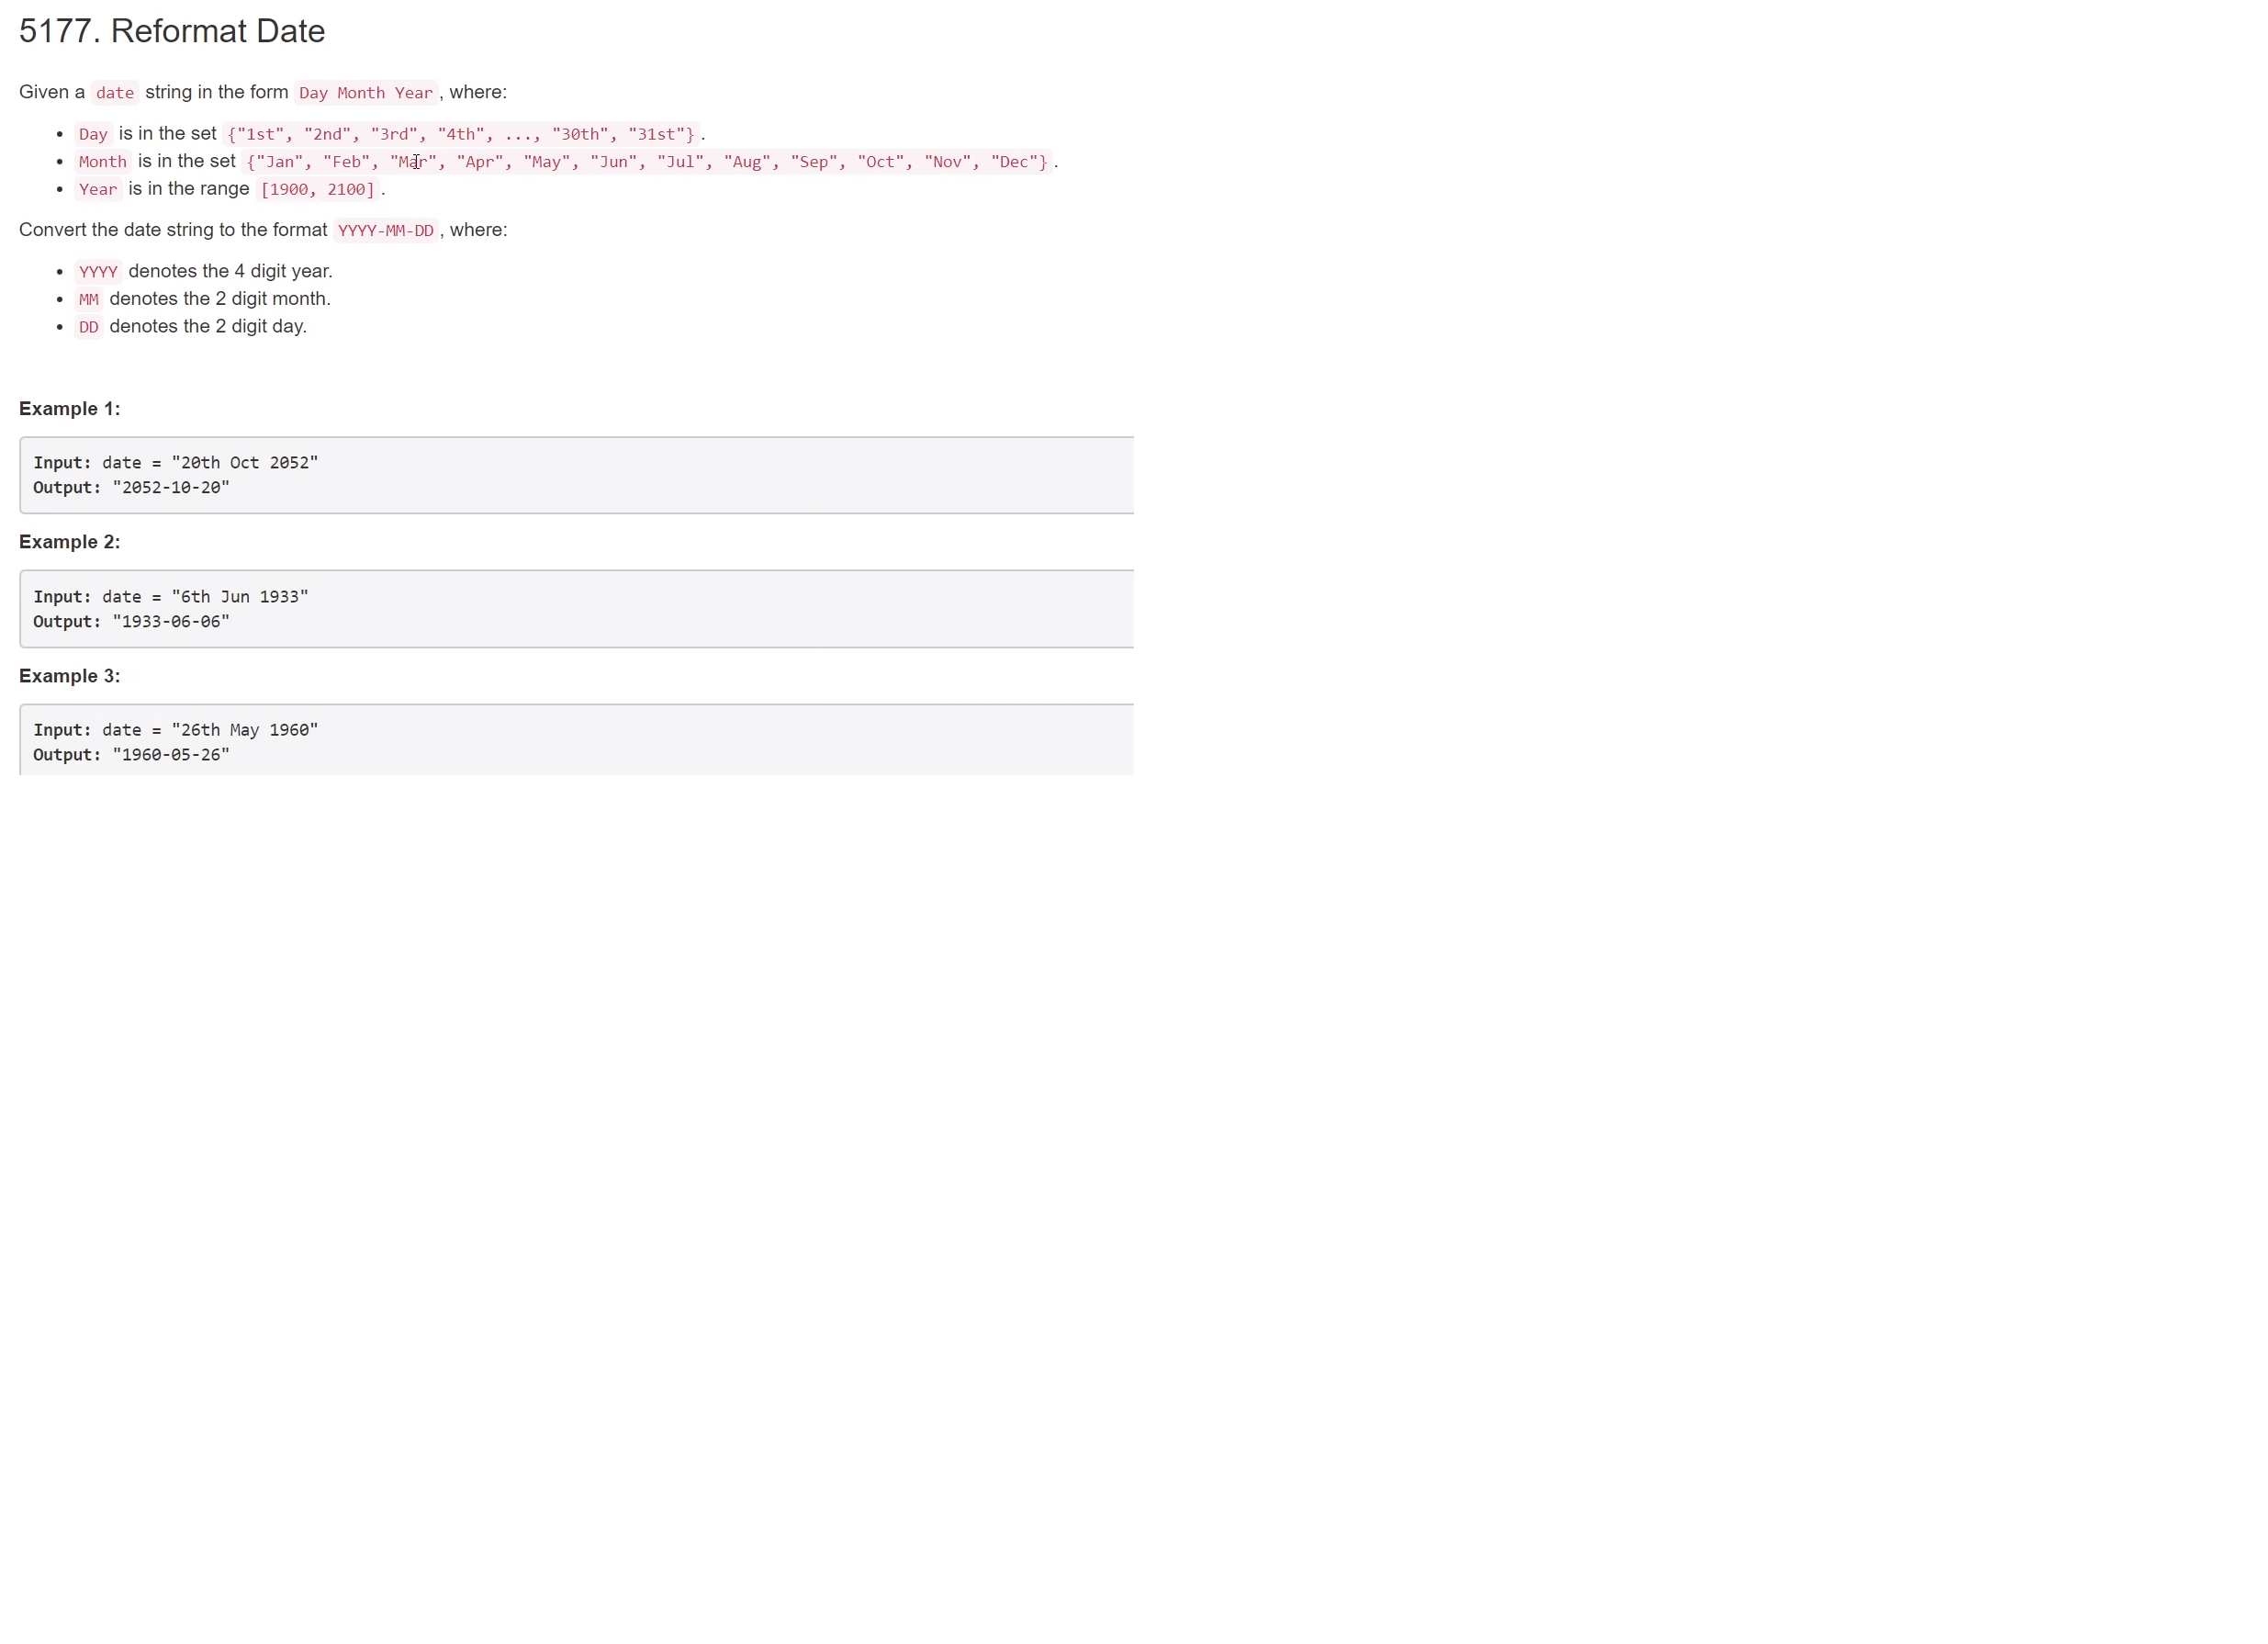 5177. Reformat Date
Given a date string in the form Day Month Year, where:
• Day is in the set {"1st", "2nd", "3rd", "4th", ..., "30th", "31st"}.
• Month is in the set {"Jan", "Feb", "Mar", "Apr", "May", "Jun", "Jul", "Aug", "Sep", "Oct", "Nov", "Dec"}.
• Year is in the range [1900, 2100].
Convert the date string to the format YYYY-MM-DD, where:
• YYYY denotes the 4 digit year.
• MM denotes the 2 digit month.
• DD denotes the 2 digit day.
Example 1:
Input: date = "20th Oct 2052"
Output: "2052-10-20"
Example 2:
Input: date = "6th Jun 1933"
Output: "1933-06-06"
Example 3:
Input: date = "26th May 1960"
Output: "1960-05-26"